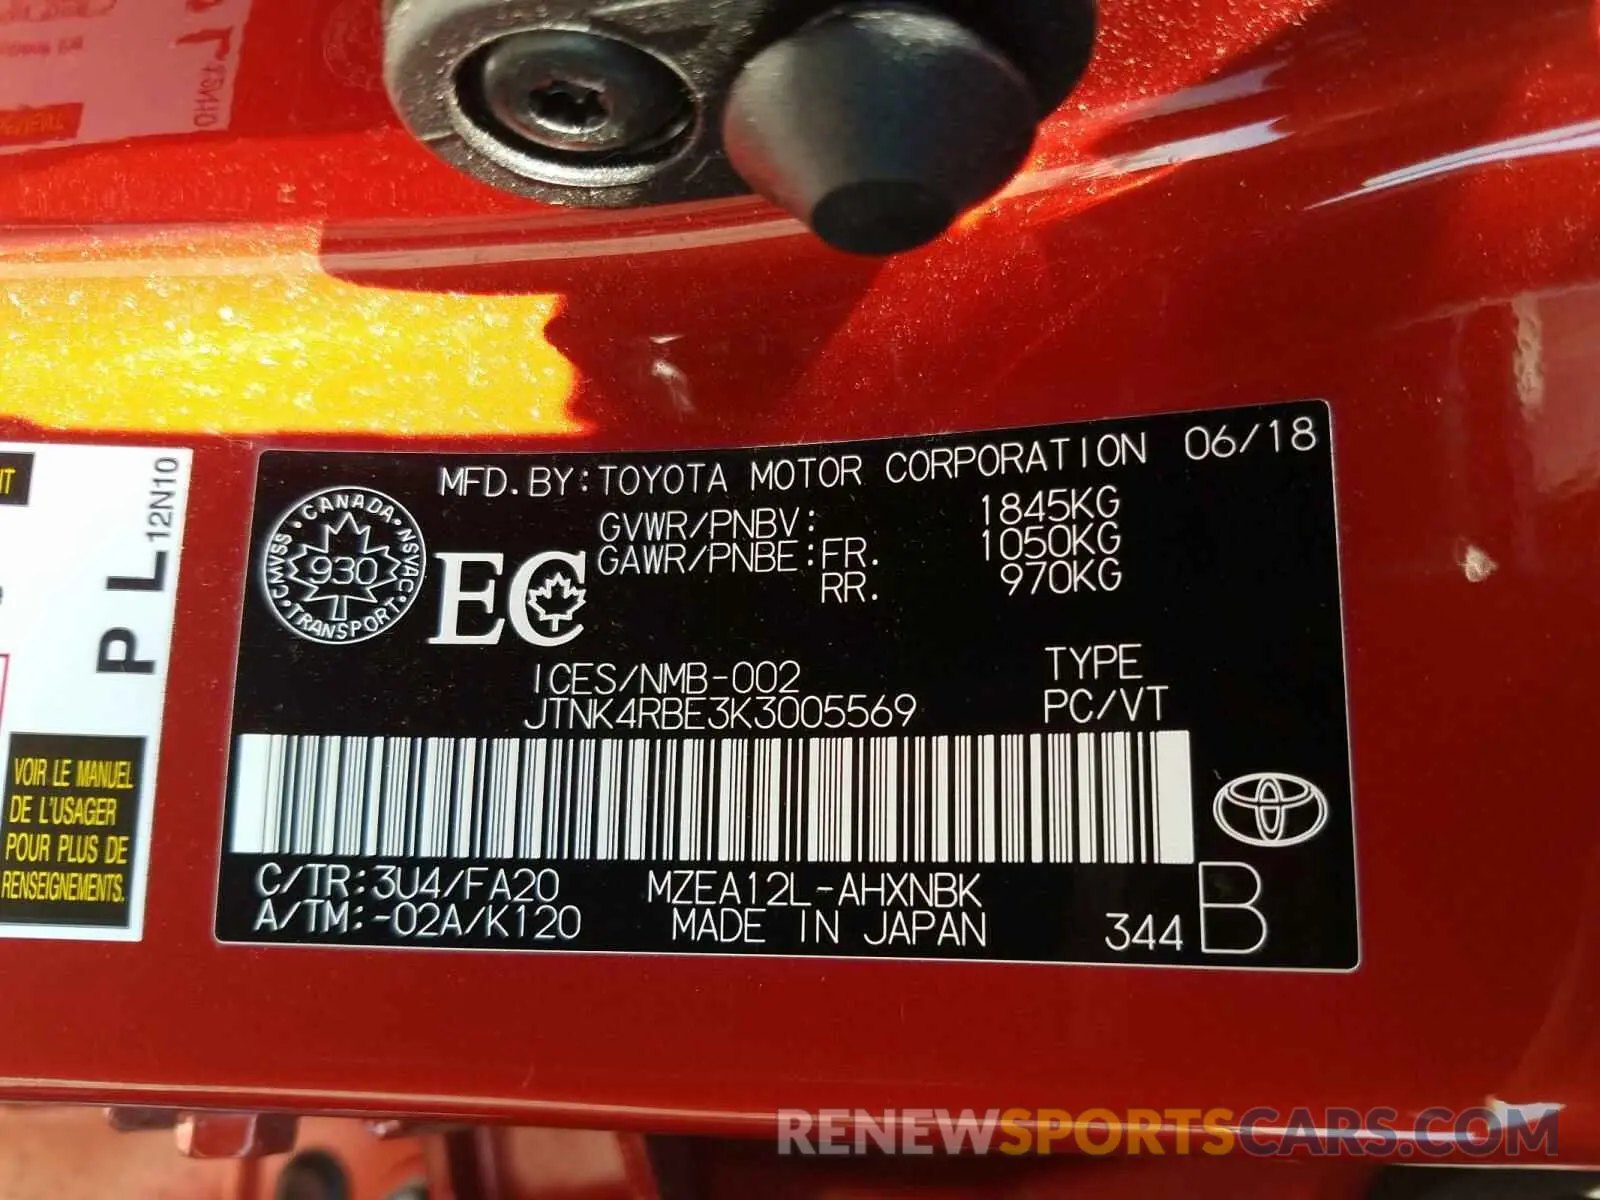 MFD. BY: TOYOTA MOTOR CORPORATION 06/18
GVWR/PNBV: 1845KG
GAWR/PNBE: FR. 1050KG
RR. 970KG
CANADA · NSVAC · TRANSPORT · CMVSS ·
930
EC
ICES/NMB-002 TYPE
JTNK4RBE3K3005569 PC/VT
C/TR: 3U4/FA20 MZEA12L-AHXNBK
A/TM: -02A/K120 MADE IN JAPAN 344 B
P L 12N10
VOIR LE MANUEL
DE L'USAGER
POUR PLUS DE
RENSEIGNEMENTS.
RENEWSPORTSCARS.COM